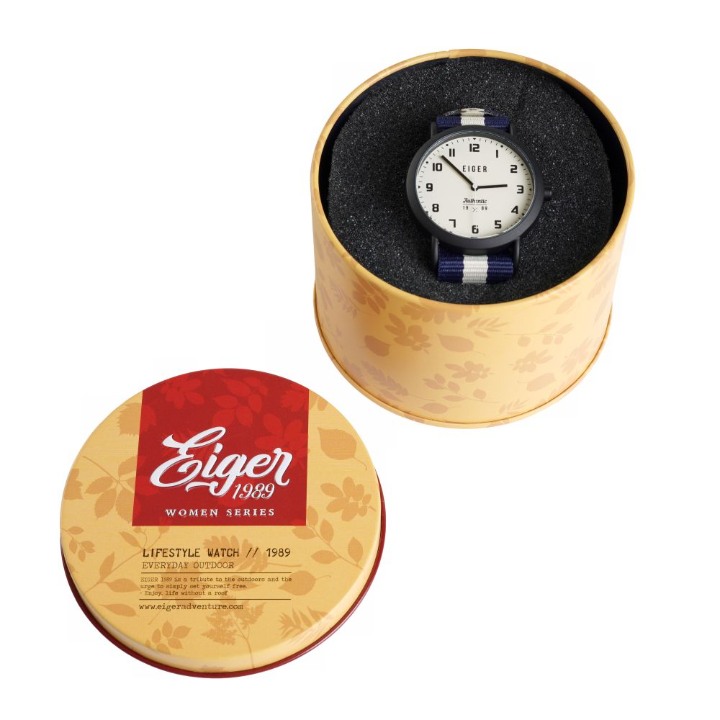 12
11 1
10 EIGER 2
9 3
8 Authentic 4
19 89
7 5
6
Eiger
1989
WOMEN SERIES
LIFESTYLE WATCH // 1989
EVERYDAY OUTDOOR
EIGER 1989 is a tribute to the outdoors and the
urge to simply set yourself free
Enjoy, life without a roof
www.eigeradventure.com